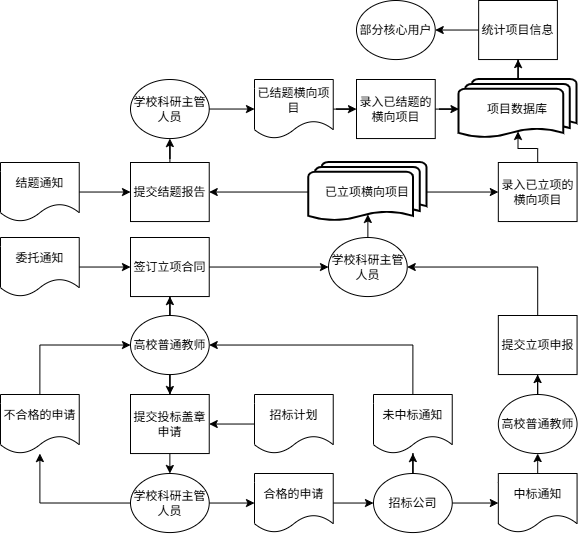 部分核心用户
统计项目信息
学校科研主管
人员
已结题横向项
目
录入已结题的
横向项目
项目数据库
结题通知
提交结题报告
已立项横向项目
录入已立项的
横向项目
委托通知
签订立项合同
学校科研主管
人员
高校普通教师
提交立项申报
不合格的申请
提交投标盖章
申请
招标计划
未中标通知
高校普通教师
学校科研主管
人员
合格的申请
招标公司
中标通知